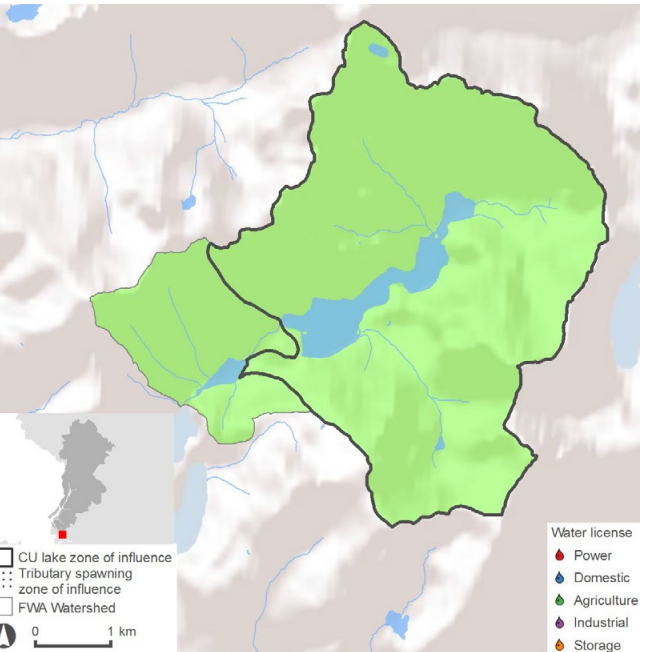 CU lake zone of influence
Tributary spawning
zone of influence
FWA Watershed
0 1 km
Water license
Power
Domestic
Agriculture
Industrial
Storage